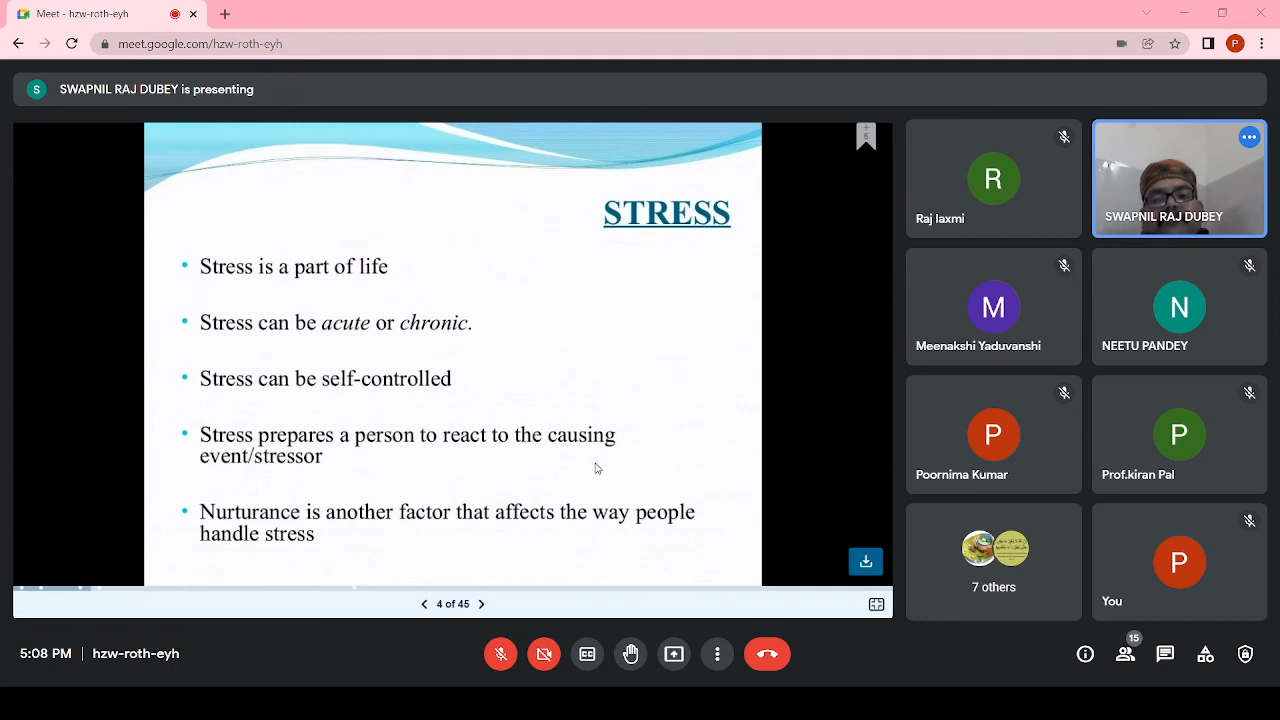 Meet - hzw-roth-eyh
meet.google.com/hzw-roth-eyh
P
S SWAPNIL RAJ DUBEY is presenting
STRESS
• Stress is a part of life
• Stress can be acute or chronic.
• Stress can be self-controlled
• Stress prepares a person to react to the causing
event/stressor
• Nurturance is another factor that affects the way people
handle stress
4 of 45
R
Raj laxmi
SWAPNIL RAJ DUBEY
M
Meenakshi Yaduvanshi
N
NEETU PANDEY
P
Poornima Kumar
P
Prof.kiran Pal
7 others
P
You
5:08 PM | hzw-roth-eyh
15